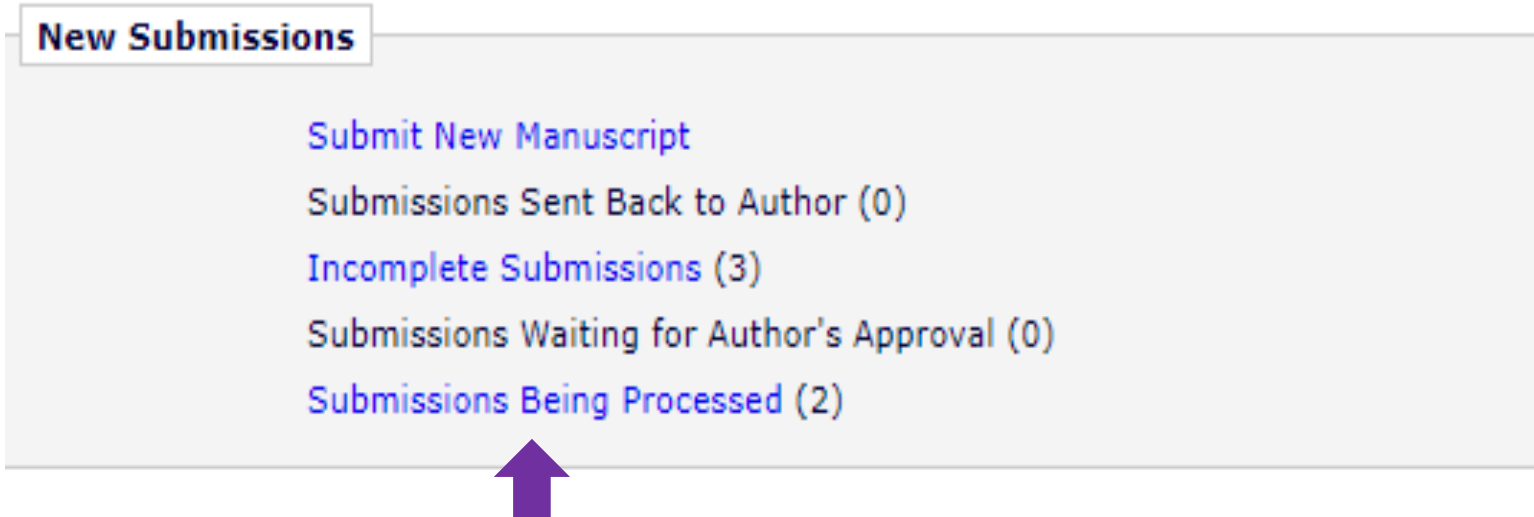 New Submissions
Submit New Manuscript
Submissions Sent Back to Author (0)
Incomplete Submissions (3)
Submissions Waiting for Author's Approval (0)
Submissions Being Processed (2)